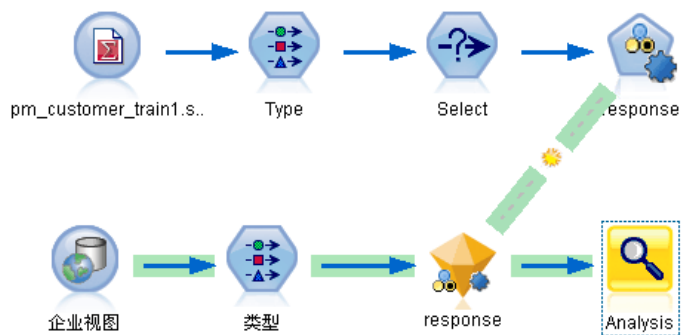 pm_customer_train1.s..
Type
Select
response
企业视图
类型
response
Analysis